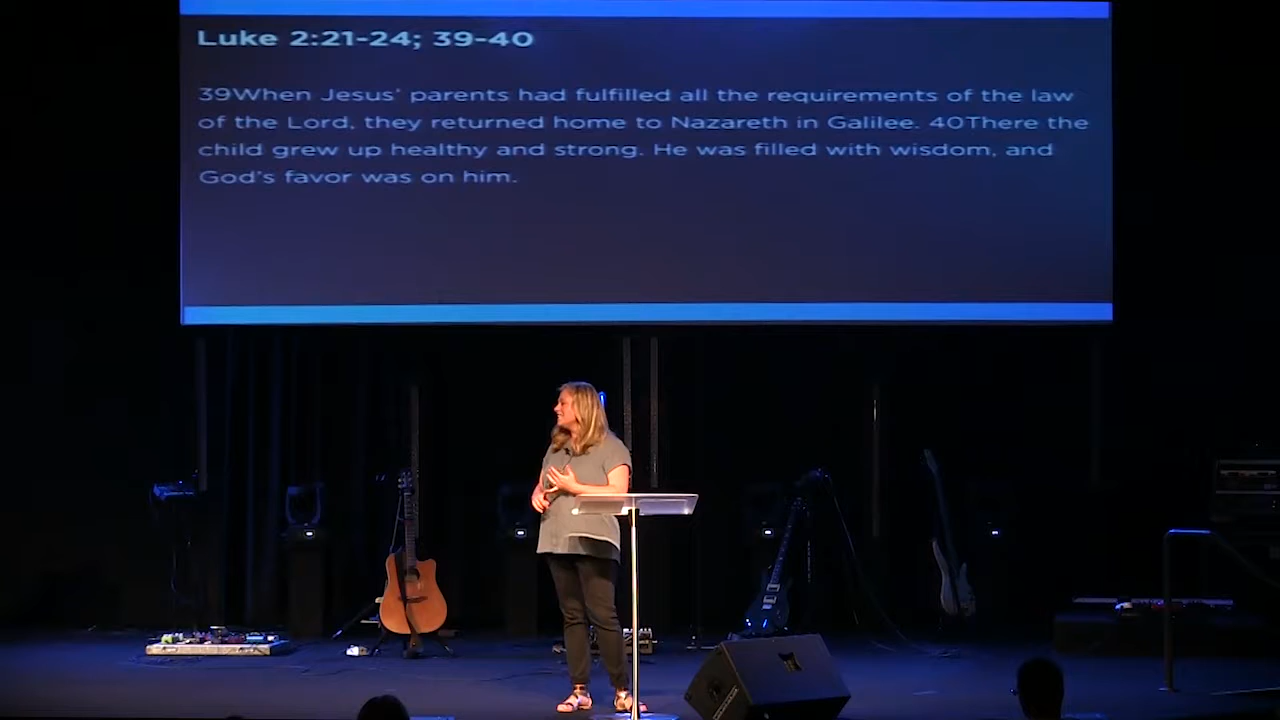 Luke 2:21-24; 39-40
39When Jesus' parents had fulfilled all the requirements of the law
of the Lord, they returned home to Nazareth in Galilee. 40There the
child grew up healthy and strong. He was filled with wisdom, and
God's favor was on him.